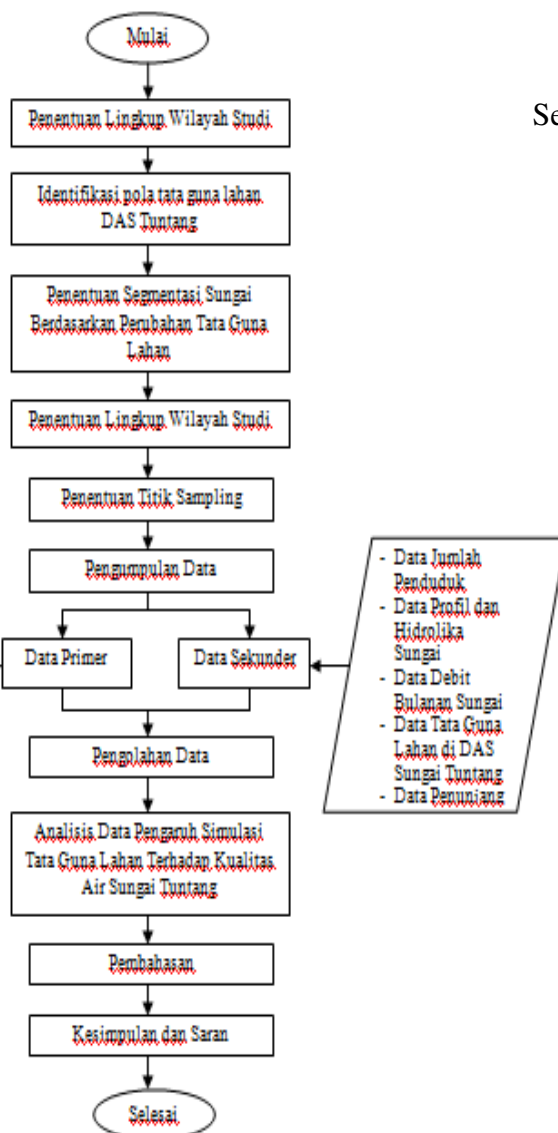 Mulai
Se
Penentuan Lingkup Wilayah Studi
Identifikasi pola tata guna lahan
DAS Tuntang
Penentuan Segmentasi Sungai
Berdasarkan Perubahan Tata Guna
Lahan
Penentuan Lingkup Wilayah Studi
Penentuan Titik Sampling
Pengumpulan Data
Data Primer
Data Sekunder
- Data Jumlah
Penduduk
- Data Profil dan
Hidrolika
Sungai
- Data Debit
Bulanan Sungai
- Data Tata Guna
Lahan di DAS
Sungai Tuntang
- Data Penunjang
Pengolahan Data
Analisis Data Pengaruh Simulasi
Tata Guna Lahan Terhadap Kualitas
Air Sungai Tuntang
Pembahasan
Kesimpulan dan Saran
Selesai